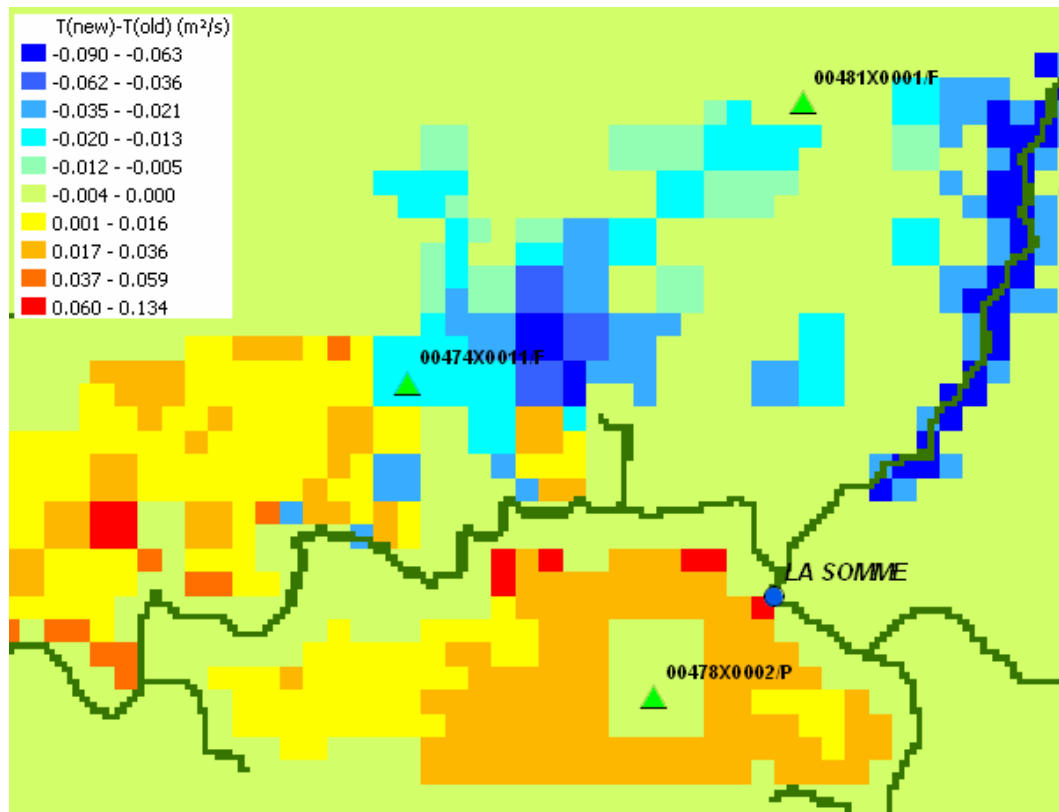 T(new)-T(old) (m²/s)
-0.090 - -0.063
-0.062 - -0.036
-0.035 - -0.021
-0.020 - -0.013
-0.012 - -0.005
-0.004 - 0.000
0.001 - 0.016
0.017 - 0.036
0.037 - 0.059
0.060 - 0.134
00481X0001/F
00474X0011/F
LA SOMME
00478X0002/P